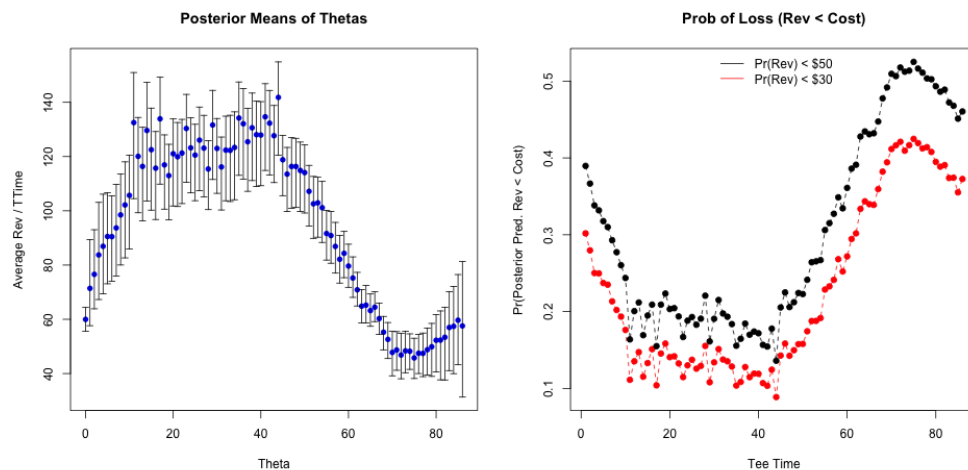 Posterior Means of Thetas
Average Rev / TTime
140
120
100
80
60
40
0 20 40 60 80
Theta
Prob of Loss (Rev < Cost)
Pr(Posterior Pred. Rev < Cost)
0.5
0.4
0.3
0.2
0.1
Pr(Rev) < $50
Pr(Rev) < $30
0 20 40 60 80
Tee Time